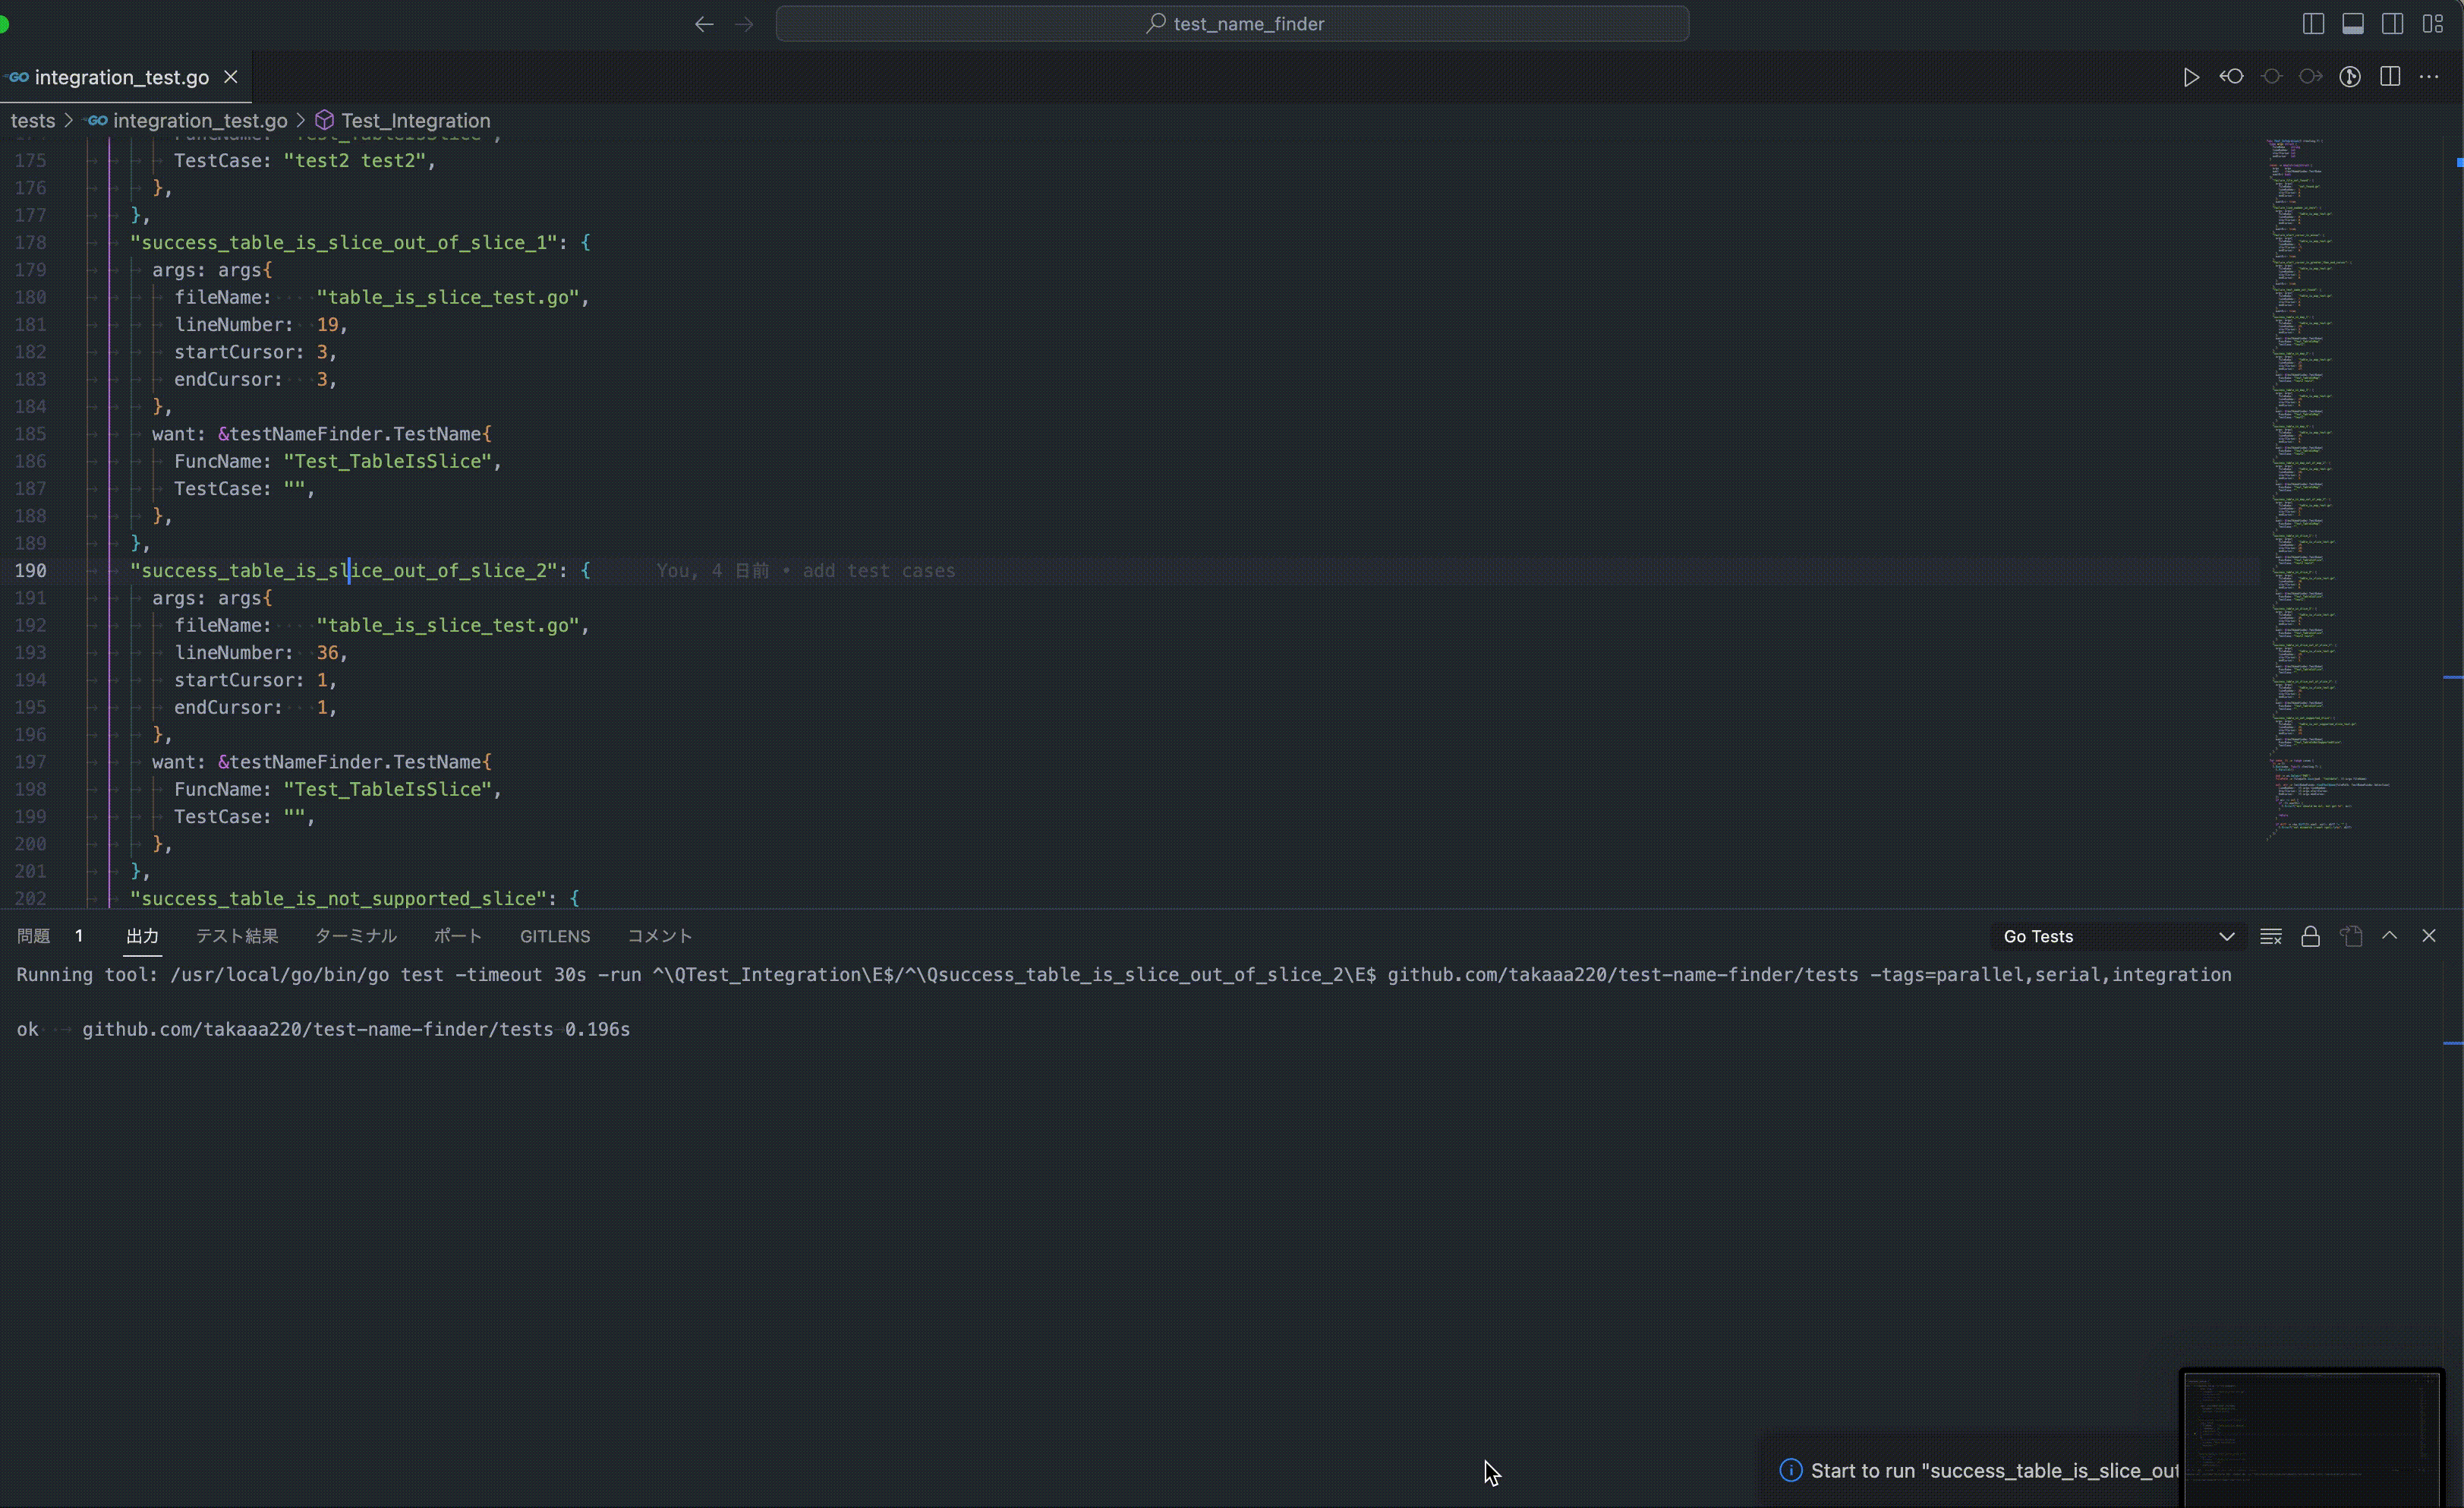 test_name_finder
GO integration_test.go
tests > GO integration_test.go > Test_Integration
175 TestCase: "test2 test2",
176 },
177 },
178 "success_table_is_slice_out_of_slice_1": {
179 args: args{
180 fileName: "table_is_slice_test.go",
181 lineNumber: 19,
182 startCursor: 3,
183 endCursor: 3,
184 },
185 want: &testNameFinder.TestName{
186 FuncName: "Test_TableIsSlice",
187 TestCase: "",
188 },
189 },
190 "success_table_is_slice_out_of_slice_2": { You, 4 日前 • add test cases
191 args: args{
192 fileName: "table_is_slice_test.go",
193 lineNumber: 36,
194 startCursor: 1,
195 endCursor: 1,
196 },
197 want: &testNameFinder.TestName{
198 FuncName: "Test_TableIsSlice",
199 TestCase: "",
200 },
201 },
202 "success_table_is_not_supported_slice": {
問題 1 出力 テスト結果 ターミナル ポート GITLENS コメント Go Tests
Running tool: /usr/local/go/bin/go test -timeout 30s -run ^\QTest_Integration\E$/^\Qsuccess_table_is_slice_out_of_slice_2\E$ github.com/takaaa220/test-name-finder/tests -tags=parallel,serial,integration
ok github.com/takaaa220/test-name-finder/tests 0.196s
Start to run "success_table_is_slice_out